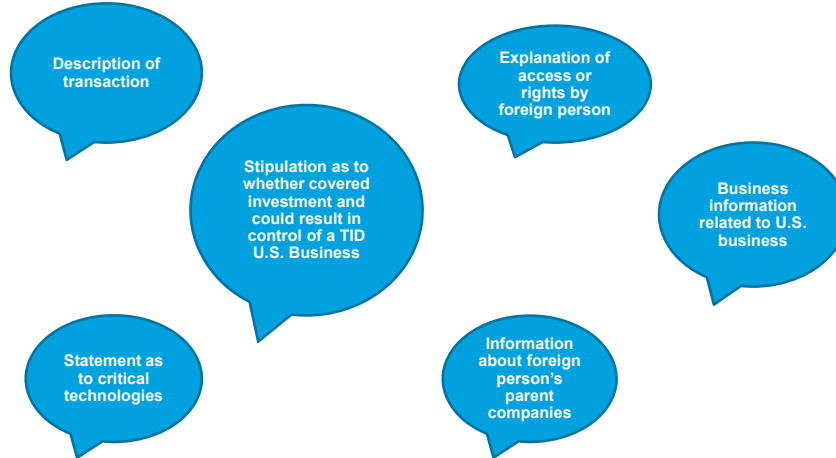 Description of
transaction
Explanation of
access or
rights by
foreign person
Stipulation as to
whether covered
investment and
could result in
control of a TID
U.S. Business
Business
information
related to U.S.
business
Statement as
to critical
technologies
Information
about foreign
person's
parent
companies